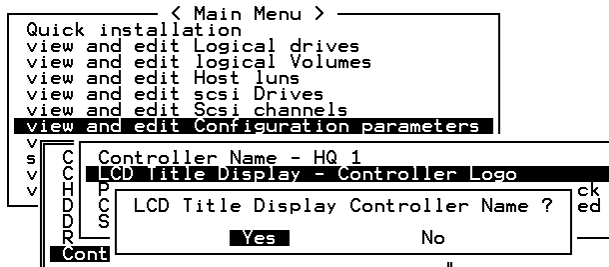 < Main Menu >
Quick installation
view and edit Logical drives
view and edit logical Volumes
view and edit Host luns
view and edit scsi Drives
view and edit Scsi channels
view and edit Configuration parameters
v
s C Controller Name - HQ 1
v C LCD Title Display - Controller Logo
v H P ck
D C LCD Title Display Controller Name ? ed
D S
R Yes No
Cont